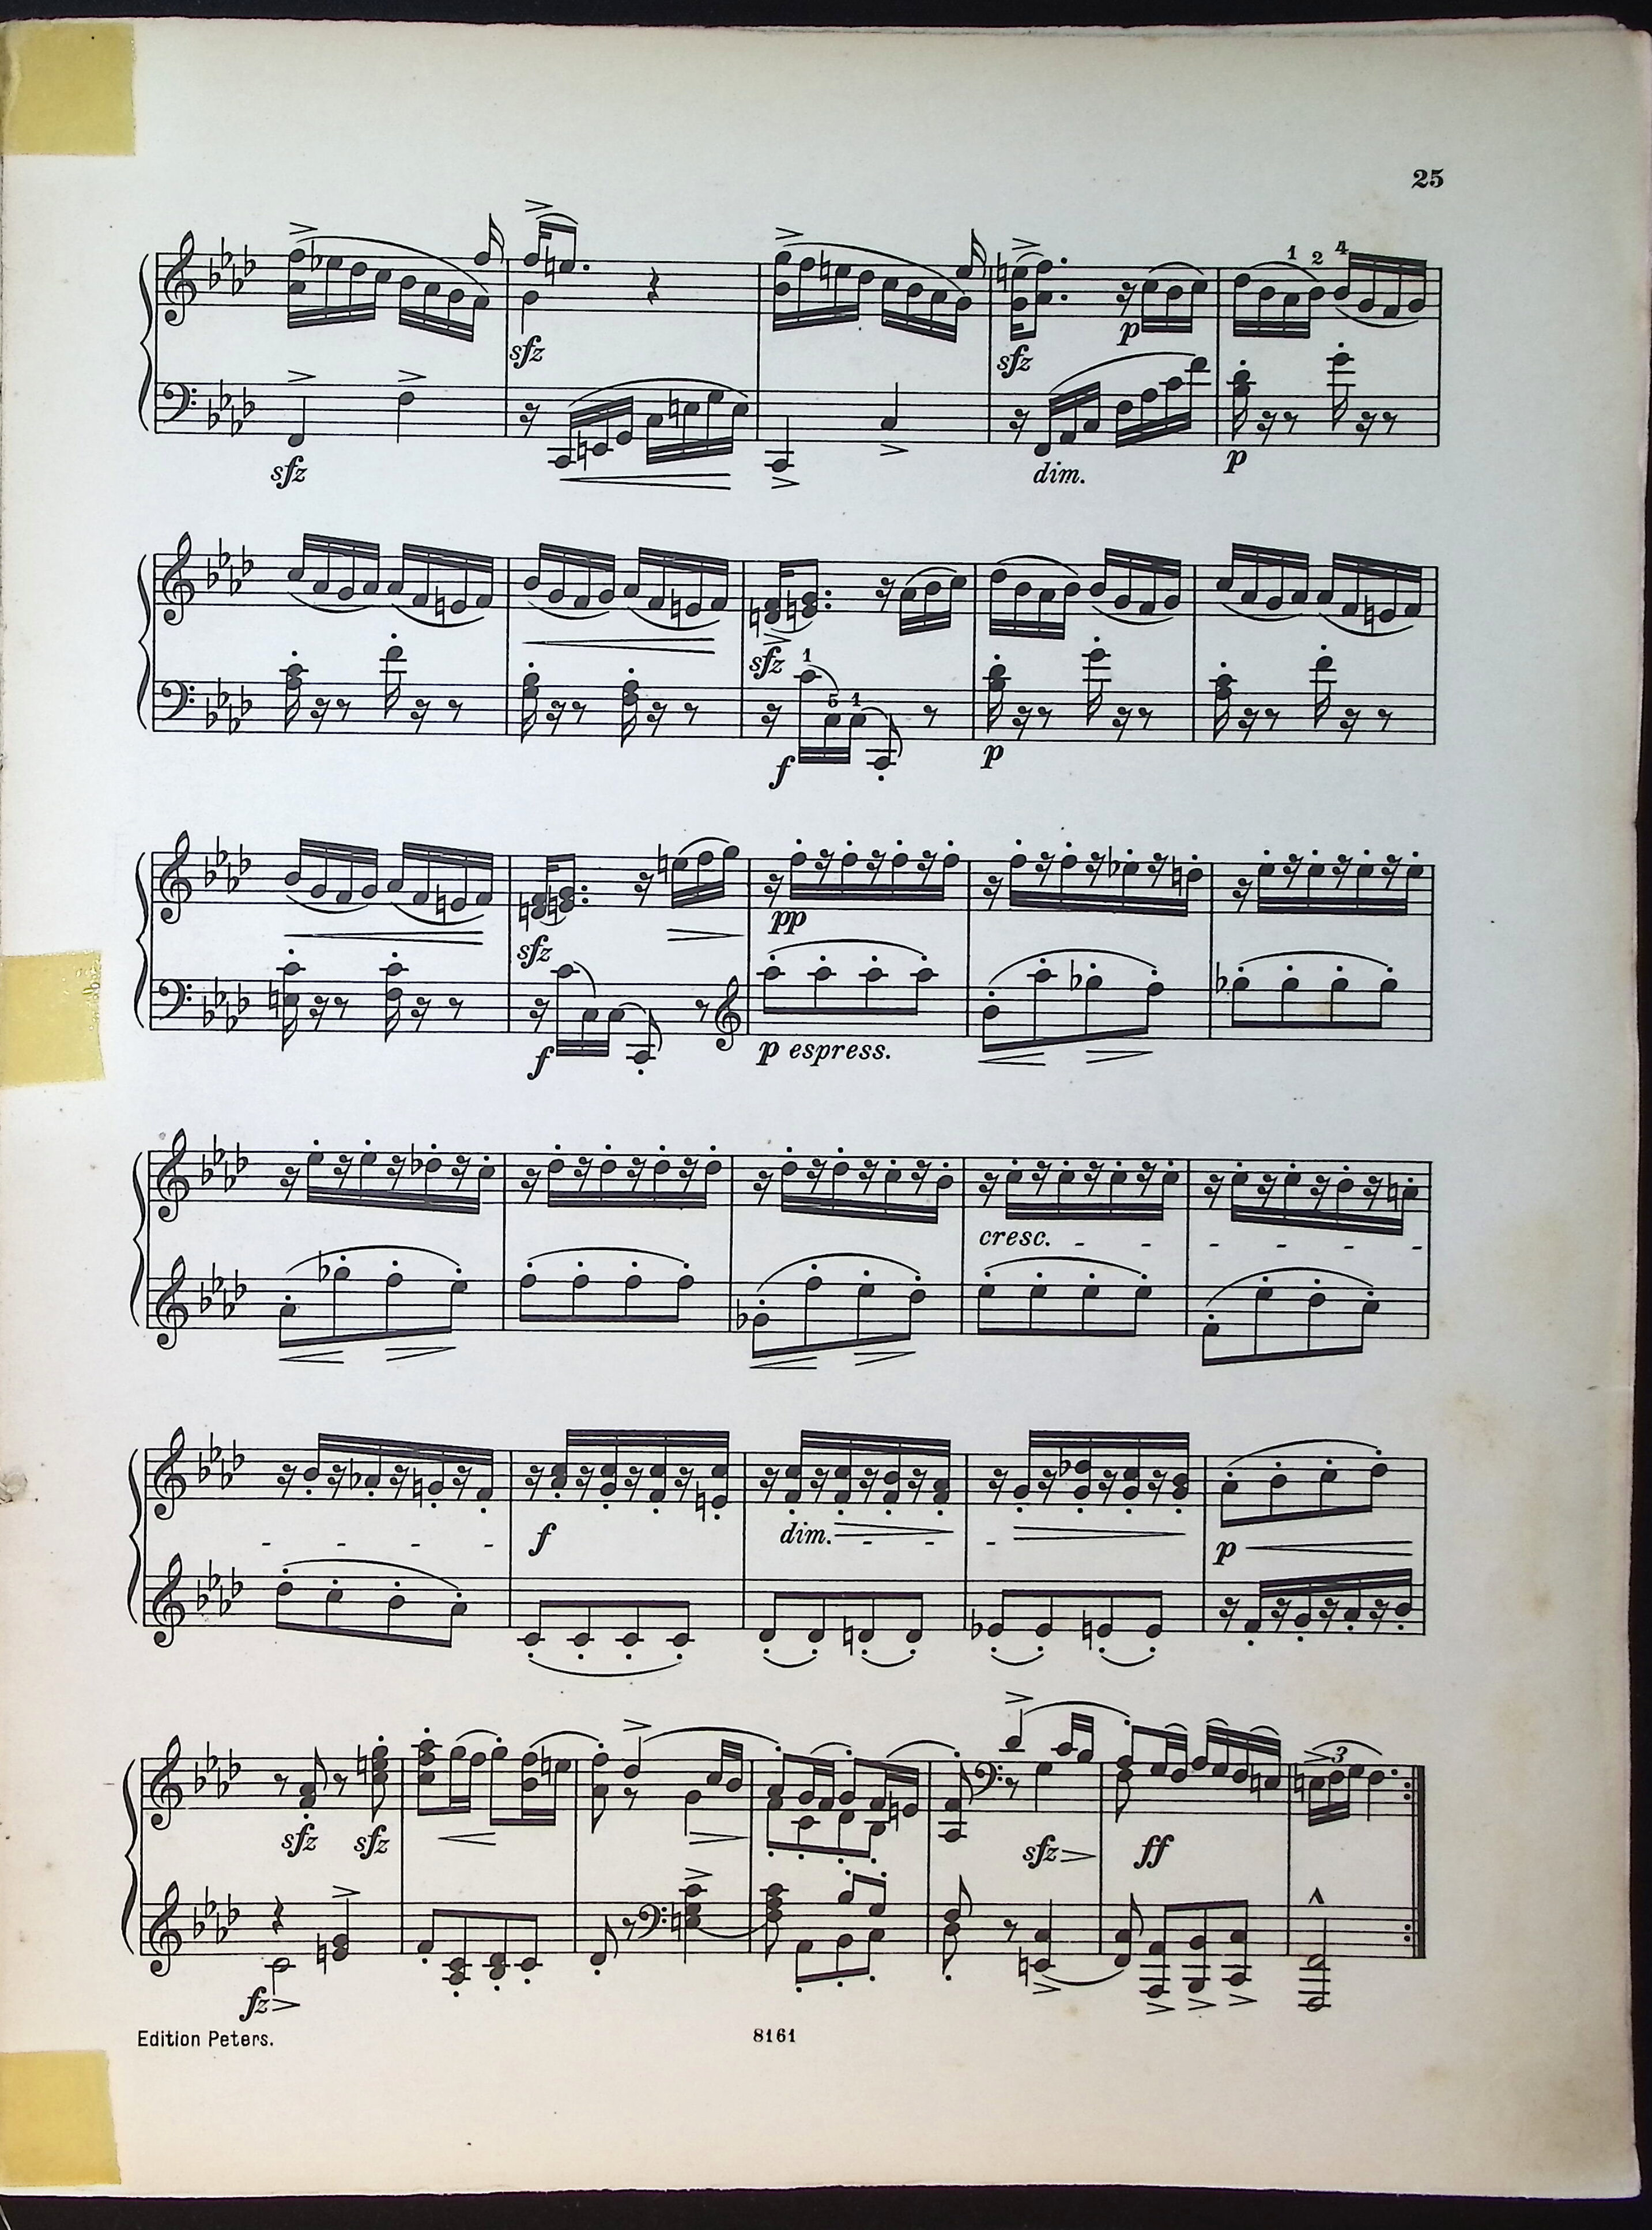 25
1 2 4
sfz sfz p
sfz dim. p
sfz
1
5 1
f p
sfz pp
f p espress.
cresc. - - - - - -
- - - - f dim. - - - p
3
sfz sfz sfz ff
fz
Edition Peters. 8161